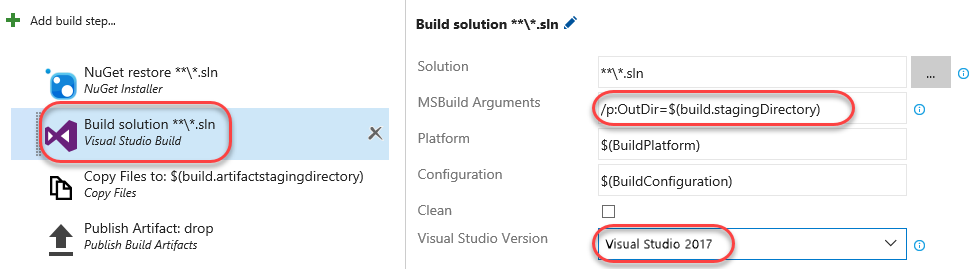 Add build step...
NuGet restore **\*.sln
NuGet Installer
Build solution **\*.sln
Visual Studio Build
Copy Files to: $(build.artifactstagingdirectory)
Copy Files
Publish Artifact: drop
Publish Build Artifacts
Build solution **\*.sln
Solution
**\*.sln
...
MSBuild Arguments
/p:OutDir=$(build.stagingDirectory)
Platform
$(BuildPlatform)
Configuration
$(BuildConfiguration)
Clean
Visual Studio Version
Visual Studio 2017